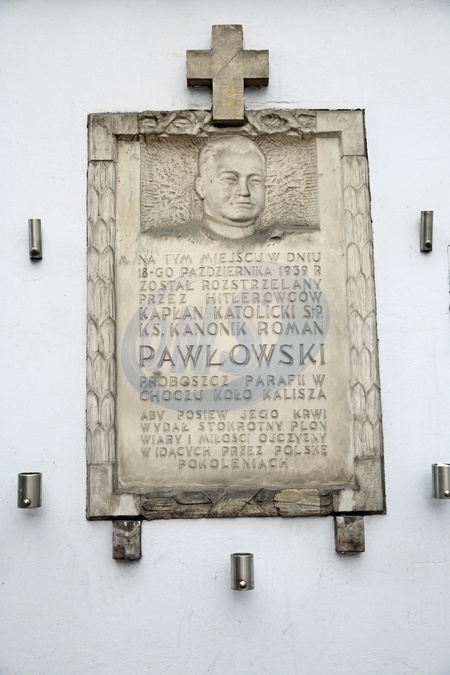 NA TYM MIEJSCU W DNIU
18-GO PAŹDZIERNIKA 1939 R
ZOSTAŁ ROZSTRZELANY
PRZEZ HITLEROWCÓW
KAPŁAN KATOLICKI Ś†P.
KS. KANONIK ROMAN
PAWŁOWSKI
PROBOSZCZ PARAFII W
CHOCZU KOŁO KALISZA
ABY POSIEW JEGO KRWI
WYDAŁ STOKROTNY PLON
WIARY I MIŁOŚCI OJCZYZNY
W IDĄCYCH PRZEZ POLSKĘ
POKOLENIACH